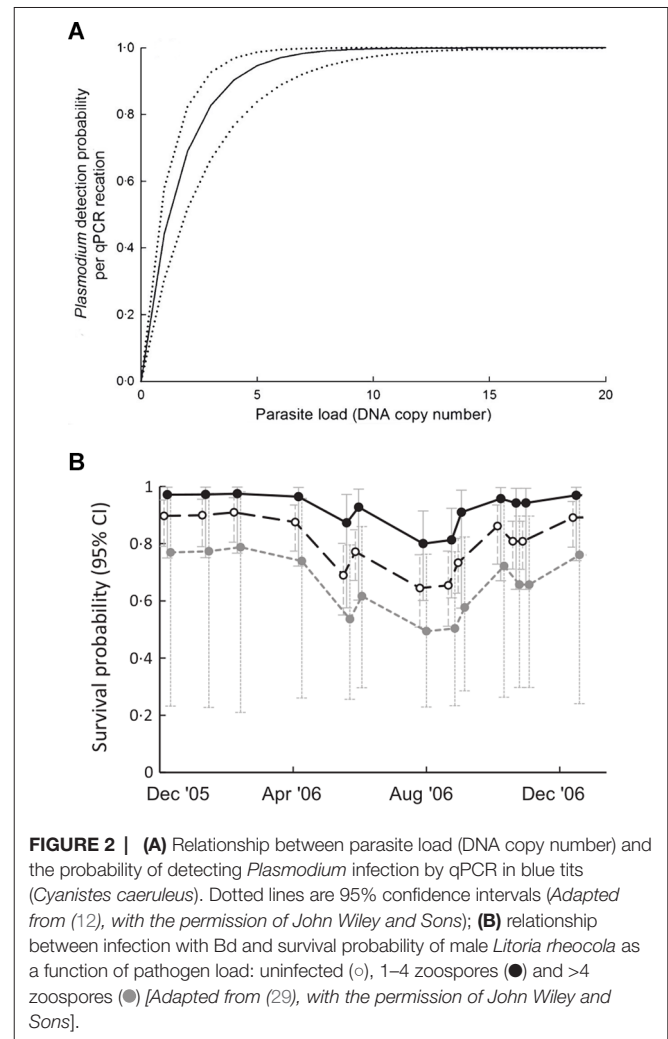 A
1·0
0·8
0·6
0·4
0·2
0·0
Plasmodium detection probability
per qPCR recation
0
5
10
15
20
Parasite load (DNA copy number)
B
1
0·8
0·6
0·4
0·2
0
Survival probability (95% CI)
Dec '05
Apr '06
Aug '06
Dec '06
FIGURE 2 | (A) Relationship between parasite load (DNA copy number) and
the probability of detecting Plasmodium infection by qPCR in blue tits
(Cyanistes caeruleus). Dotted lines are 95% confidence intervals (Adapted
from (12), with the permission of John Wiley and Sons); (B) relationship
between infection with Bd and survival probability of male Litoria rheocola as
a function of pathogen load: uninfected (○), 1–4 zoospores (●) and >4
zoospores (●) [Adapted from (29), with the permission of John Wiley and
Sons].